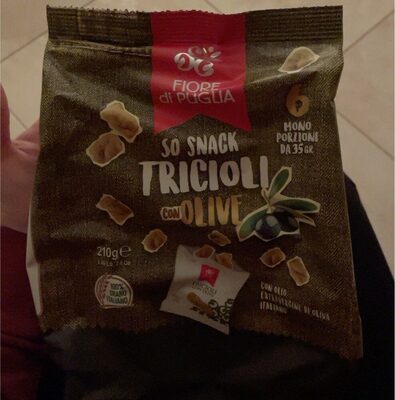 FIORE
di PUGLIA
6
MONO
PORZIONE
DA 35 GR.
SO SNACK
TRICIOLI
CON OLIVE
210g e
100%
GRANO
ITALIANO
TRICIOLI
CON OLIO
EXTRAVERGINE DI OLIVA
ITALIANO